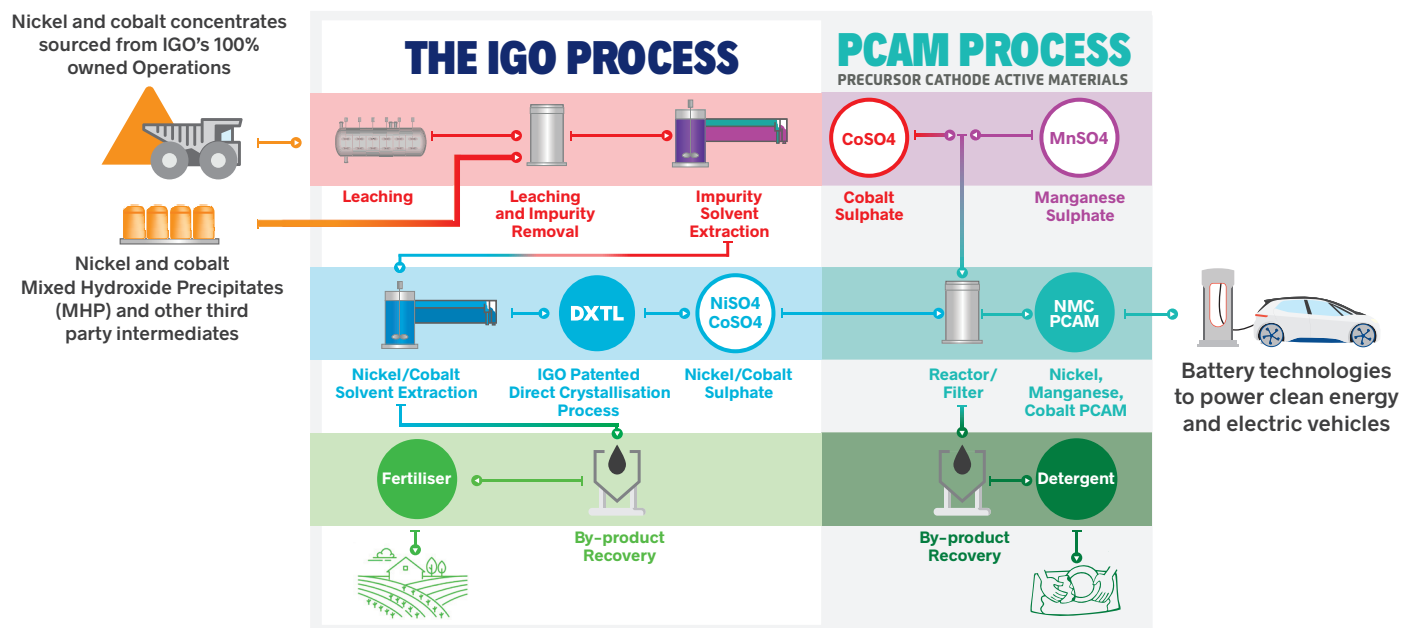 Nickel and cobalt concentrates
sourced from IGO's 100%
owned Operations
THE IGO PROCESS
PCAM PROCESS
PRECURSOR CATHODE ACTIVE MATERIALS
CoSO4
MnSO4
Leaching
Leaching
and Impurity
Removal
Impurity
Solvent
Extraction
Cobalt
Sulphate
Manganese
Sulphate
Nickel and cobalt
Mixed Hydroxide Precipitates
(MHP) and other third
party intermediates
DXTL
NiSO4
CoSO4
NMC
PCAM
Nickel/Cobalt
Solvent Extraction
IGO Patented
Direct Crystallisation
Process
Nickel/Cobalt
Sulphate
Reactor/
Filter
Nickel,
Manganese,
Cobalt PCAM
Battery technologies
to power clean energy
and electric vehicles
Fertiliser
Detergent
By-product
Recovery
By-product
Recovery